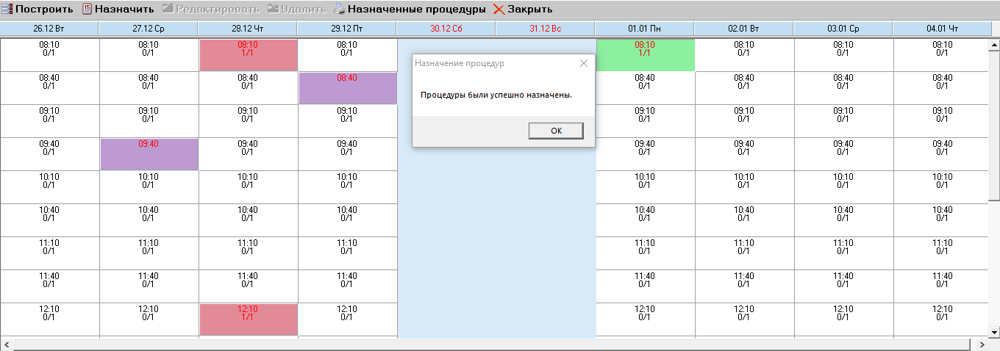 Построить Назначить Редактировать Удалить Назначенные процедуры Закрыть
26.12 Вт 27.12 Ср 28.12 Чт 29.12 Пт 30.12 Сб 31.12 Вс 01.01 Пн 02.01 Вт 03.01 Ср 04.01 Чт
08:10 08:10 08:10 08:10 08:10 08:10 08:10 08:10
0/1 0/1 1/1 0/1 1/1 0/1 0/1 0/1
Назначение процедур
08:40 08:40 08:40 08:40 08:40 08:40 08:40 08:40
0/1 0/1 0/1 0/1 0/1 0/1 0/1
Процедуры были успешно назначены.
09:10 09:10 09:10 09:10 09:10 09:10 09:10 09:10
0/1 0/1 0/1 0/1 0/1 0/1 0/1 0/1
OK
09:40 09:40 09:40 09:40 09:40 09:40 09:40 09:40
0/1 0/1 0/1 0/1 0/1 0/1 0/1
10:10 10:10 10:10 10:10 10:10 10:10 10:10 10:10
0/1 0/1 0/1 0/1 0/1 0/1 0/1 0/1
10:40 10:40 10:40 10:40 10:40 10:40 10:40 10:40
0/1 0/1 0/1 0/1 0/1 0/1 0/1 0/1
11:10 11:10 11:10 11:10 11:10 11:10 11:10 11:10
0/1 0/1 0/1 0/1 0/1 0/1 0/1 0/1
11:40 11:40 11:40 11:40 11:40 11:40 11:40 11:40
0/1 0/1 0/1 0/1 0/1 0/1 0/1 0/1
12:10 12:10 12:10 12:10 12:10 12:10 12:10 12:10
0/1 0/1 1/1 0/1 0/1 0/1 0/1 0/1